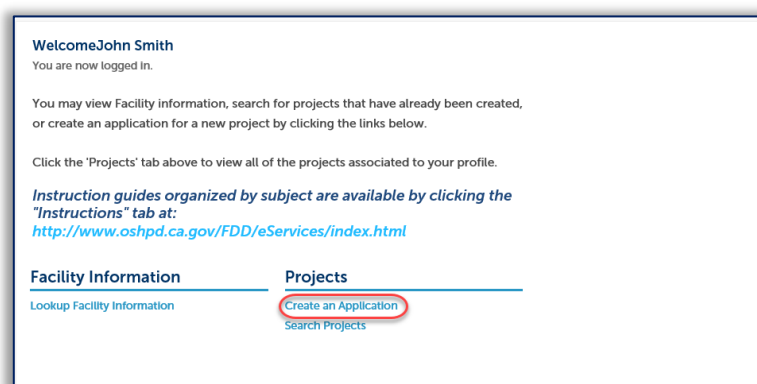 WelcomeJohn Smith
You are now logged in.
You may view Facility information, search for projects that have already been created,
or create an application for a new project by clicking the links below.
Click the 'Projects' tab above to view all of the projects associated to your profile.
Instruction guides organized by subject are available by clicking the
"Instructions" tab at:
http://www.oshpd.ca.gov/FDD/eServices/index.html
Facility Information
Lookup Facility Information
Projects
Create an Application
Search Projects